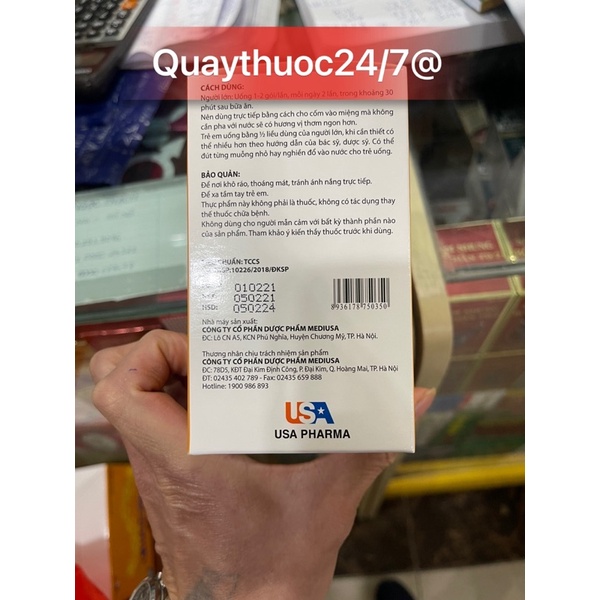 Quaythuoc24/7@
CÁCH DÙNG:
Người lớn: Uống 1-2 gói/lần, mỗi ngày 2 lần, trong khoảng 30
phút sau bữa ăn.
Nên dùng trực tiếp bằng cách cho cốm vào miệng mà không
cần pha với nước sẽ có hương vị thơm ngon hơn.
Trẻ em uống bằng ½ liều dùng của người lớn, khi cần thiết có
thể nhiều hơn theo hướng dẫn của bác sỹ, dược sỹ. Có thể
đút từng muỗng nhỏ hay nghiền đổ vào nước cho trẻ uống.
BẢO QUẢN:
Để nơi khô ráo, thoáng mát, tránh ánh nắng trực tiếp.
Để xa tầm tay trẻ em.
Thực phẩm này không phải là thuốc, không có tác dụng thay
thế thuốc chữa bệnh.
Không dùng cho người mẫn cảm với bất kỳ thành phần nào
của sản phẩm. Tham khảo ý kiến thầy thuốc trước khi dùng.
CHUẨN: TCCS
10226/2018/ĐKSP
010221
050221
HSD: 050224
8936178750350
Nhà máy sản xuất:
CÔNG TY CỔ PHẦN DƯỢC PHẨM MEDIUSA
ĐC: Lô CN A5, KCN Phú Nghĩa, Huyện Chương Mỹ, TP. Hà Nội.
Thương nhân chịu trách nhiệm sản phẩm
CÔNG TY CỔ PHẦN DƯỢC PHẨM MEDIUSA
ĐC: 78D5, KĐT Đại Kim Định Công, P. Đại Kim, Q. Hoàng Mai, TP. Hà Nội.
ĐT: 02435 402 789 - Fax: 02435 659 888
Hotline: 1900 986 893
USA
USA PHARMA